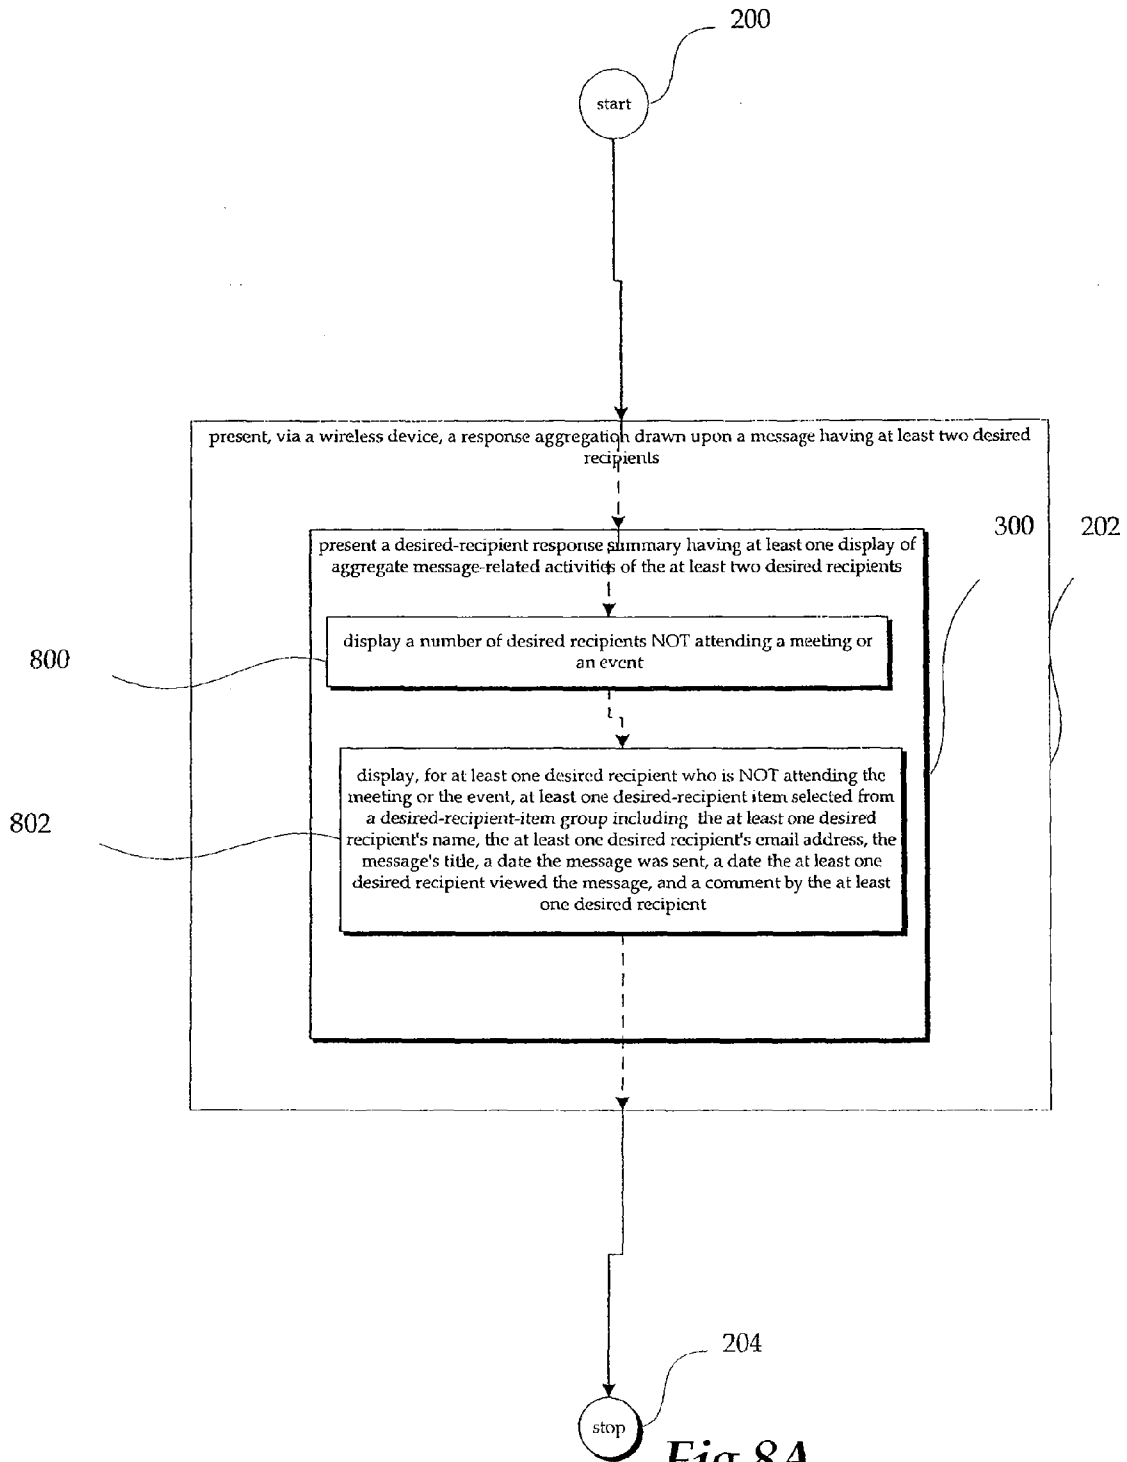 200
start
present, via a wireless device, a response aggregation drawn upon a message having at least two desired
recipients
300
202
present a desired-recipient response summary having at least one display of
aggregate message-related activities of the at least two desired recipients
800
display a number of desired recipients NOT attending a meeting or
an event
802
display, for at least one desired recipient who is NOT attending the
meeting or the event, at least one desired-recipient item selected from
a desired-recipient-item group including the at least one desired
recipient's name, the at least one desired recipient's email address, the
message's title, a date the message was sent, a date the at least one
desired recipient viewed the message, and a comment by the at least
one desired recipient
204
stop
Fig 8A